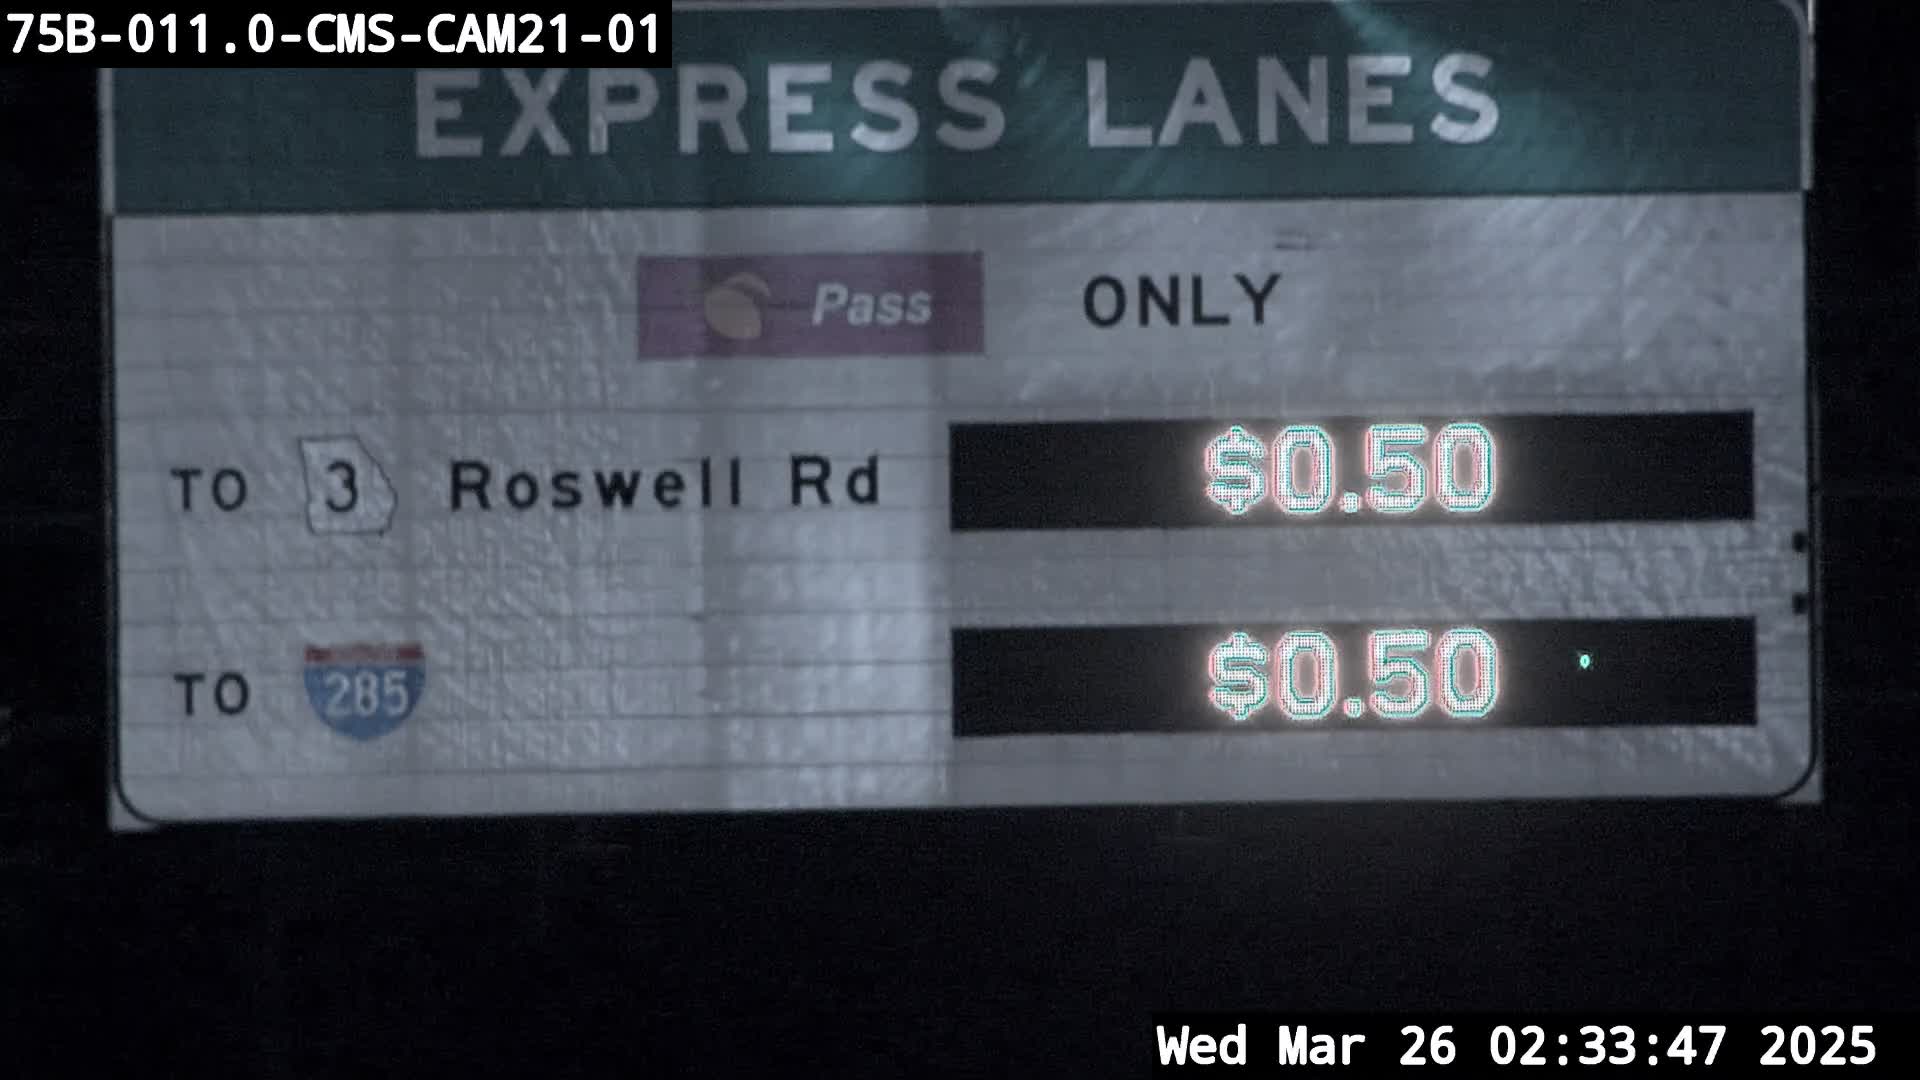 75B-011.0-CMS-CAM21-01
EXPRESS LANES
Pass ONLY
TO 3 Roswell Rd $0.50
TO 285 $0.50
Wed Mar 26 02:33:47 2025